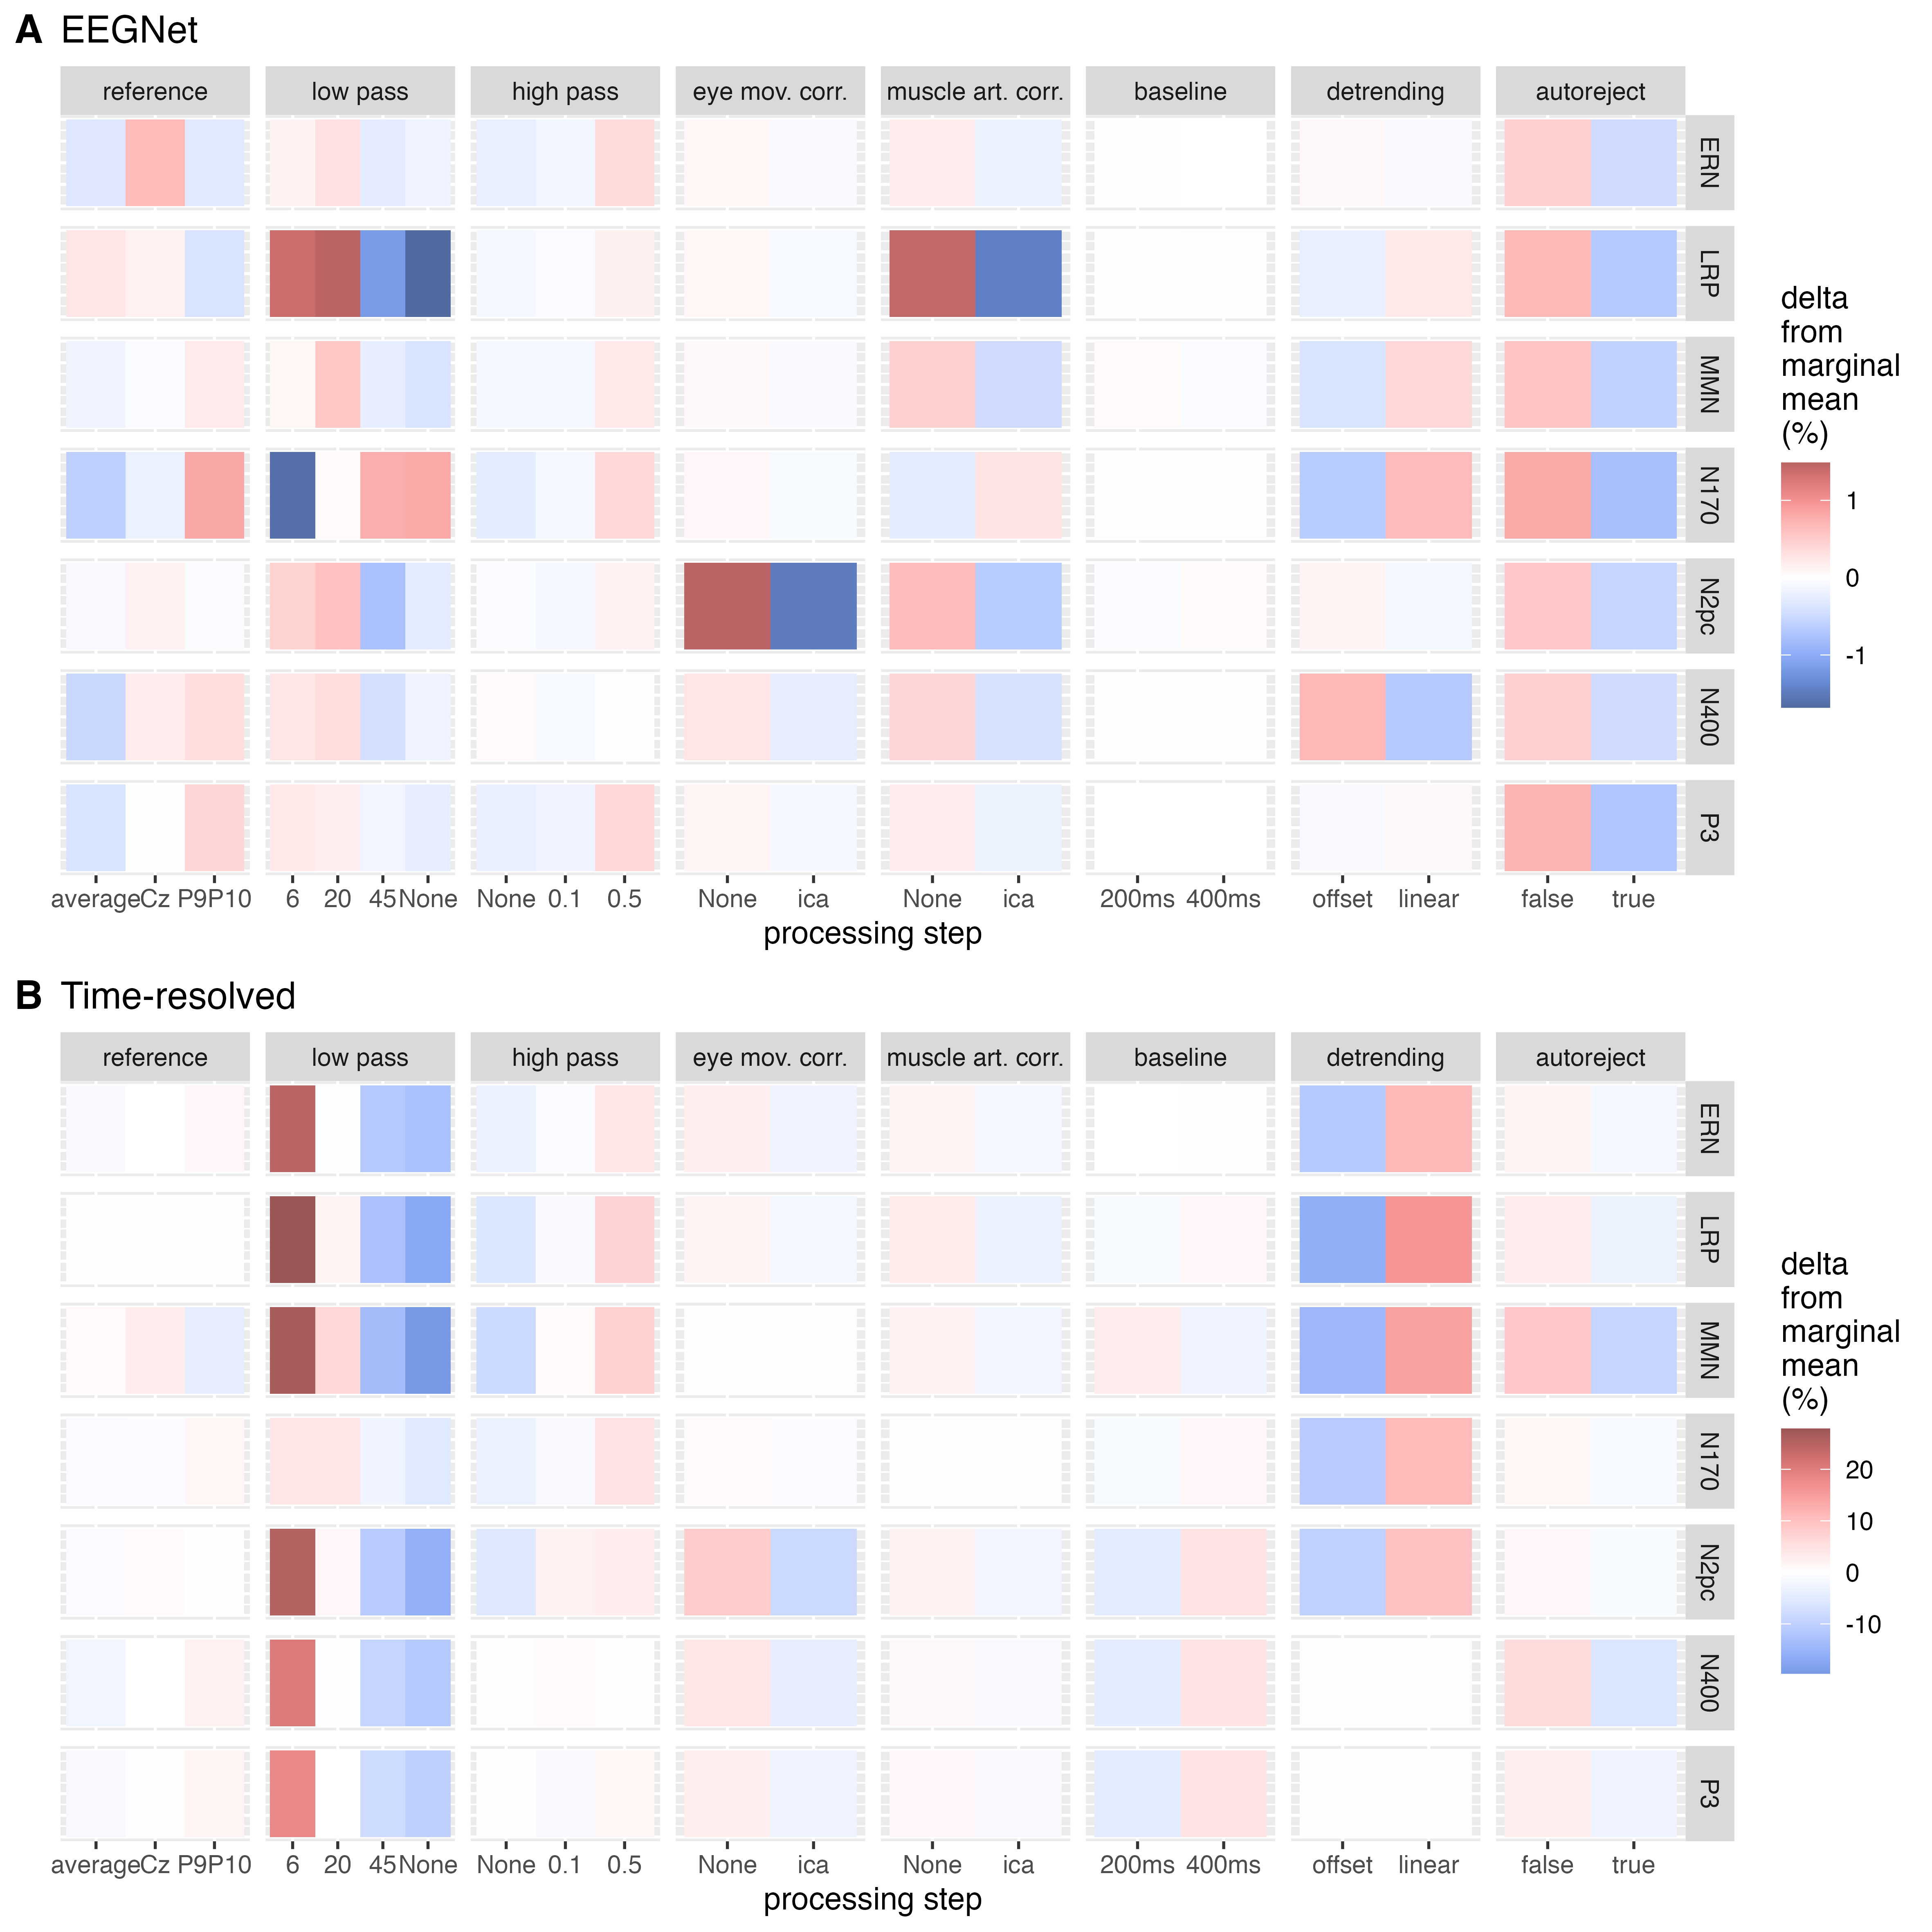 A EEGNet
reference low pass high pass eye mov. corr. muscle art. corr. baseline detrending autoreject
ERN
LRP
MMN
N170
N2pc
N400
P3
average Cz P9P10 6 20 45 None None 0.1 0.5 None ica None ica 200ms 400ms offset linear false true
processing step
delta
from
marginal
mean
(%)
1
0
-1
B Time-resolved
reference low pass high pass eye mov. corr. muscle art. corr. baseline detrending autoreject
ERN
LRP
MMN
N170
N2pc
N400
P3
average Cz P9P10 6 20 45 None None 0.1 0.5 None ica None ica 200ms 400ms offset linear false true
processing step
delta
from
marginal
mean
(%)
20
10
0
-10